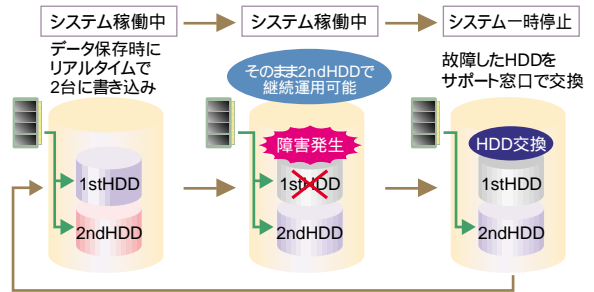 システム稼働中
データ保存時に
リアルタイムで
2台に書き込み
1stHDD
2ndHDD
システム稼働中
そのまま2ndHDDで
継続運用可能
障害発生
1stHDD
2ndHDD
システム一時停止
故障したHDDを
サポート窓口で交換
HDD交換
1stHDD
2ndHDD